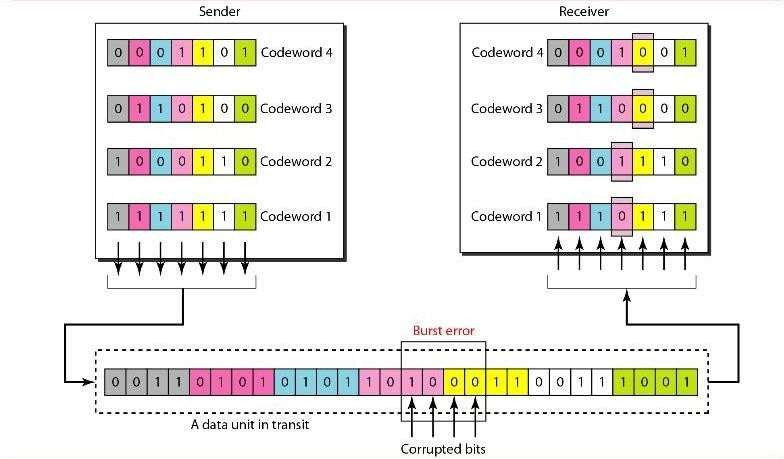 Sender
Receiver
0 0 0 1 1 0 1 Codeword 4
Codeword 4 0 0 0 1 0 0 1
0 1 1 0 1 0 0 Codeword 3
Codeword 3 0 1 1 0 0 0 0
1 0 0 0 1 1 0 Codeword 2
Codeword 2 1 0 0 1 1 1 0
1 1 1 1 1 1 1 Codeword 1
Codeword 1 1 1 1 0 1 1 1
Burst error
0 0 1 1 0 1 0 1 0 1 0 1 1 0 1 0 0 0 1 1 0 0 1 1 1 0 0 1
A data unit in transit
Corrupted bits